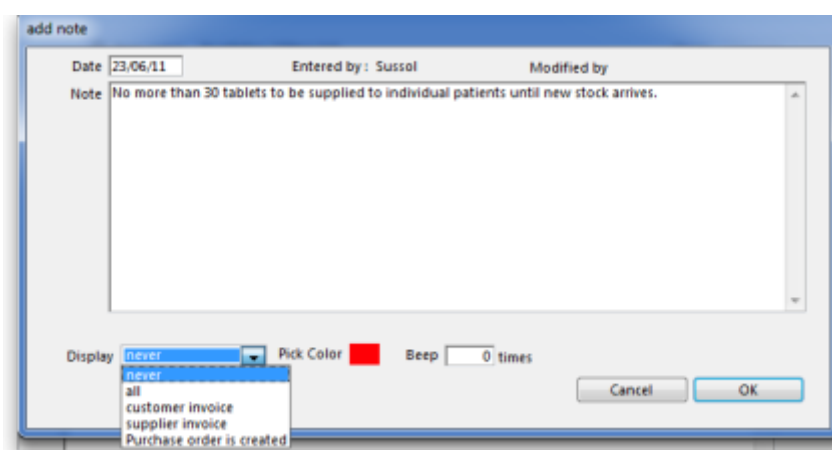 add note
Date 23/06/11 Entered by : Sussol Modified by
Note No more than 30 tablets to be supplied to individual patients until new stock arrives.
Display never Pick Color Beep 0 times
never
all
customer invoice
supplier invoice
Purchase order is created
Cancel OK